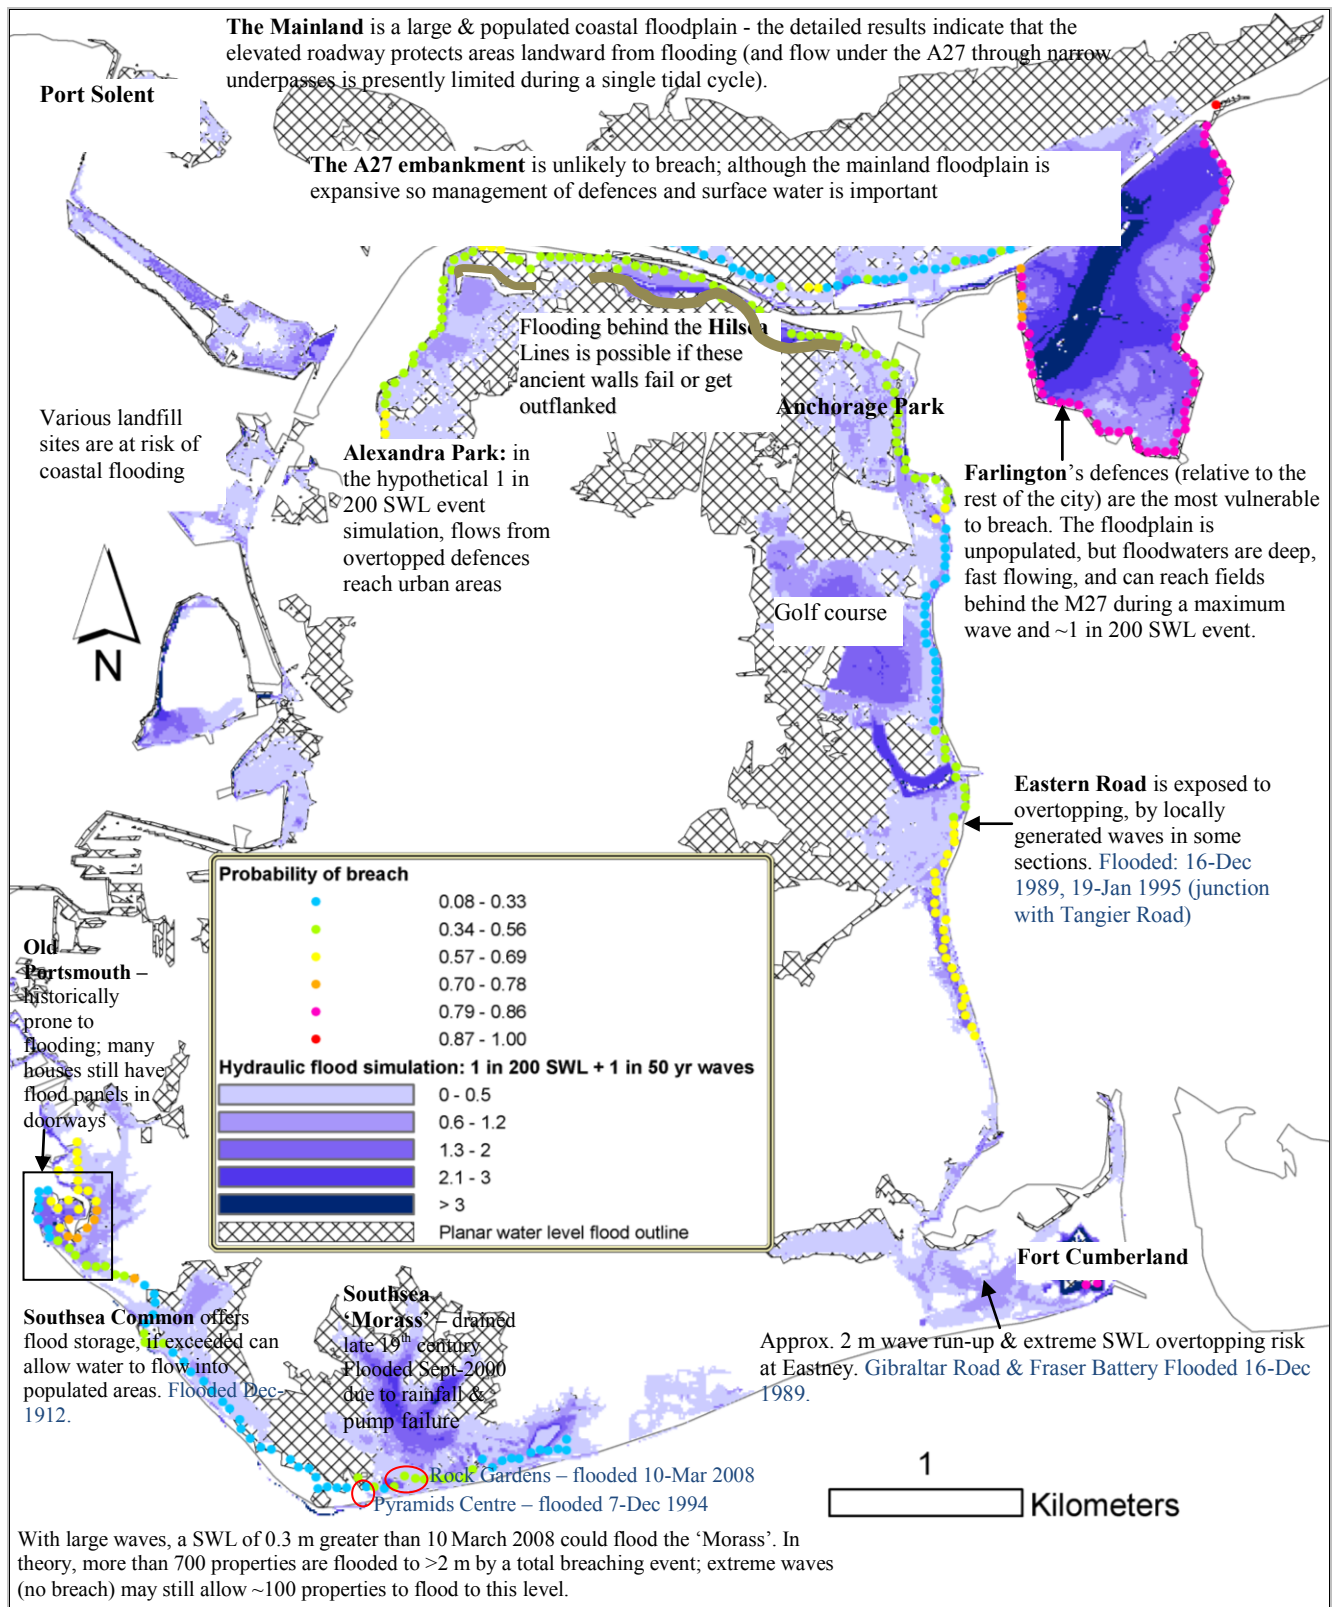 The Mainland is a large & populated coastal floodplain - the detailed results indicate that the
elevated roadway protects areas landward from flooding (and flow under the A27 through narrow
underpasses is presently limited during a single tidal cycle).
Port Solent
The A27 embankment is unlikely to breach; although the mainland floodplain is
expansive so management of defences and surface water is important
Flooding behind the Hilsea
Lines is possible if these
ancient walls fail or get
outflanked
Anchorage Park
Various landfill
sites are at risk of
coastal flooding
Alexandra Park: in
the hypothetical 1 in
200 SWL event
simulation, flows from
overtopped defences
reach urban areas
Farlington's defences (relative to the
rest of the city) are the most vulnerable
to breach. The floodplain is
unpopulated, but floodwaters are deep,
fast flowing, and can reach fields
behind the M27 during a maximum
wave and ~1 in 200 SWL event.
N
Golf course
Eastern Road is exposed to
overtopping, by locally
generated waves in some
sections. Flooded: 16-Dec
1989, 19-Jan 1995 (junction
with Tangier Road)
Probability of breach
0.08 - 0.33
0.34 - 0.56
0.57 - 0.69
0.70 - 0.78
0.79 - 0.86
0.87 - 1.00
Hydraulic flood simulation: 1 in 200 SWL + 1 in 50 yr waves
0 - 0.5
0.6 - 1.2
1.3 - 2
2.1 - 3
> 3
Planar water level flood outline
Old
Portsmouth –
historically
prone to
flooding; many
houses still have
flood panels in
doorways
Fort Cumberland
Southsea Common offers
flood storage, if exceeded can
allow water to flow into
populated areas. Flooded Dec-
1912.
Southsea
'Morass' – drained
late 19th century
Flooded Sept-2000
due to rainfall &
pump failure
Approx. 2 m wave run-up & extreme SWL overtopping risk
at Eastney. Gibraltar Road & Fraser Battery Flooded 16-Dec
1989.
Rock Gardens – flooded 10-Mar 2008
Pyramids Centre – flooded 7-Dec 1994
1
Kilometers
With large waves, a SWL of 0.3 m greater than 10 March 2008 could flood the 'Morass'. In
theory, more than 700 properties are flooded to >2 m by a total breaching event; extreme waves
(no breach) may still allow ~100 properties to flood to this level.